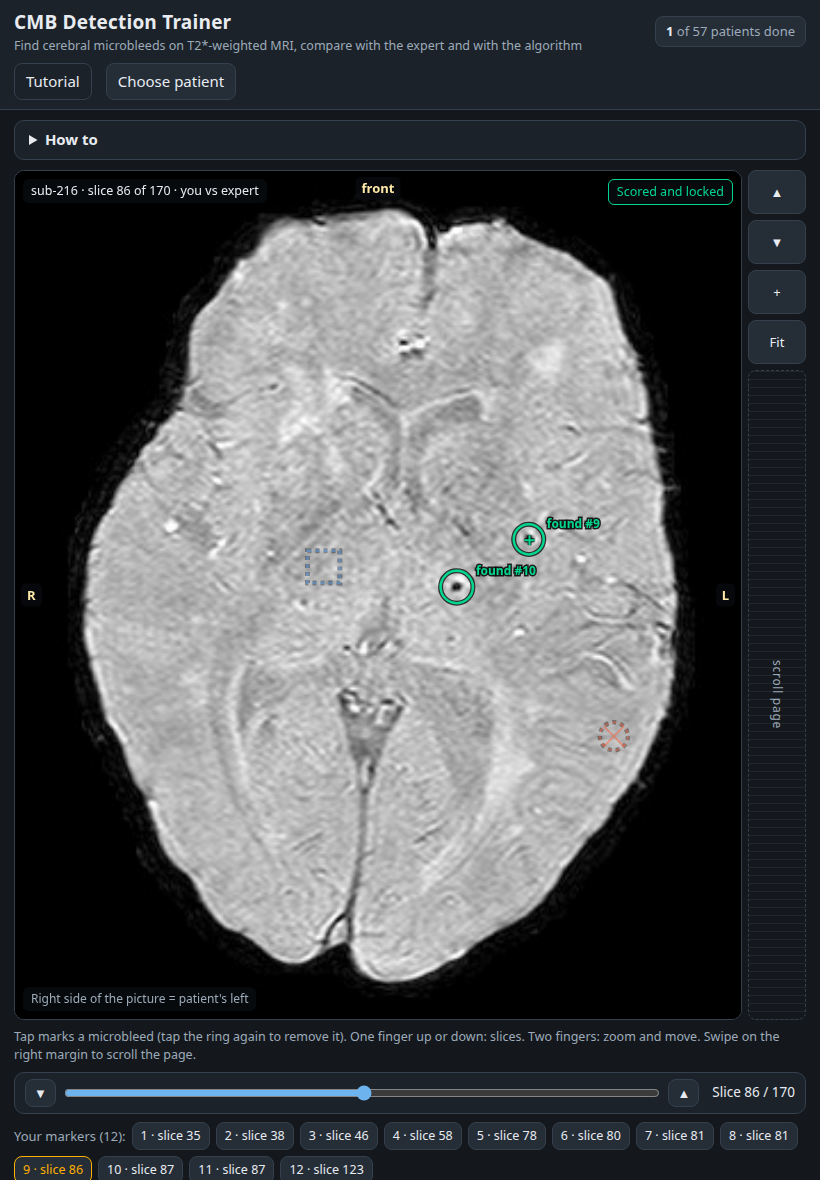 CMB Detection Trainer
Find cerebral microbleeds on T2*-weighted MRI, compare with the expert and with the algorithm
1 of 57 patients done
Tutorial
Choose patient
▶ How to
sub-216 · slice 86 of 170 · you vs expert
front
Scored and locked
▲
▼
+
Fit
found #9
found #10
R
L
scroll page
Right side of the picture = patient's left
Tap marks a microbleed (tap the ring again to remove it). One finger up or down: slices. Two fingers: zoom and move. Swipe on the
right margin to scroll the page.
▼
▲
Slice 86 / 170
Your markers (12):
1 · slice 35
2 · slice 38
3 · slice 46
4 · slice 58
5 · slice 78
6 · slice 80
7 · slice 81
8 · slice 81
9 · slice 86
10 · slice 87
11 · slice 87
12 · slice 123